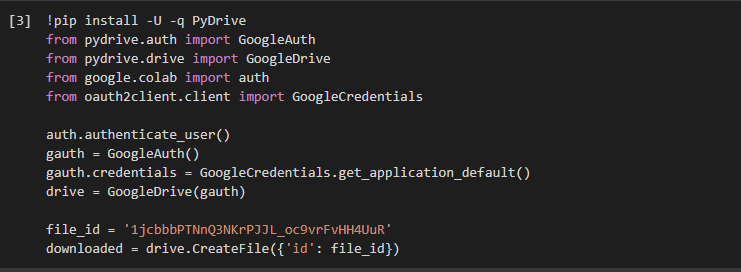 [3] !pip install -U -q PyDrive
from pydrive.auth import GoogleAuth
from pydrive.drive import GoogleDrive
from google.colab import auth
from oauth2client.client import GoogleCredentials
auth.authenticate_user()
gauth = GoogleAuth()
gauth.credentials = GoogleCredentials.get_application_default()
drive = GoogleDrive(gauth)
file_id = '1jcbbbPTNnQ3NKrPJJL_oc9vrFvHH4UuR'
downloaded = drive.CreateFile({'id': file_id})